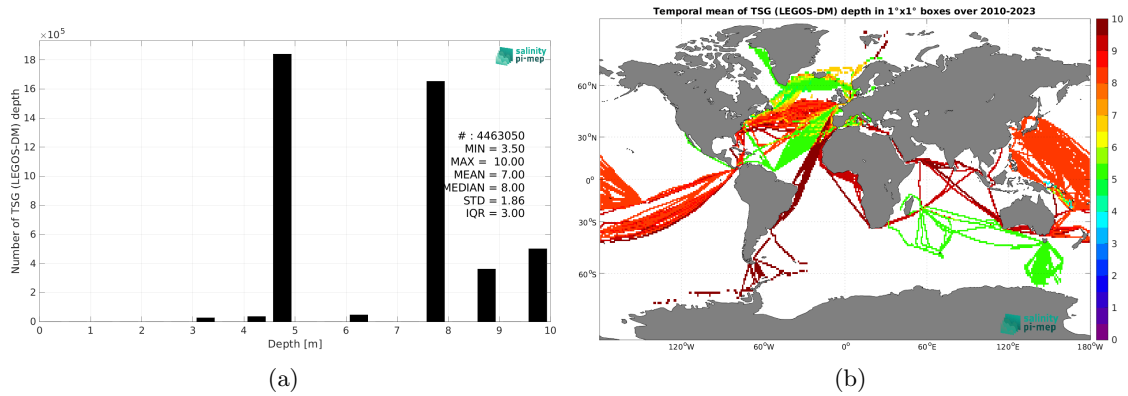 ×10⁵
18
16
14
12
10
8
6
4
2
0
Number of TSG (LEGOS-DM) depth
0 1 2 3 4 5 6 7 8 9 10
Depth [m]
salinity
pi-mep
# : 4463050
MIN = 3.50
MAX = 10.00
MEAN = 7.00
MEDIAN = 8.00
STD = 1.86
IQR = 3.00
(a)
Temporal mean of TSG (LEGOS-DM) depth in 1°x1° boxes over 2010-2023
60°N
30°N
0°
30°S
60°S
120°W 60°W 0° 60°E 120°E 180°W
salinity
pi-mep
10
9
8
7
6
5
4
3
2
1
0
(b)